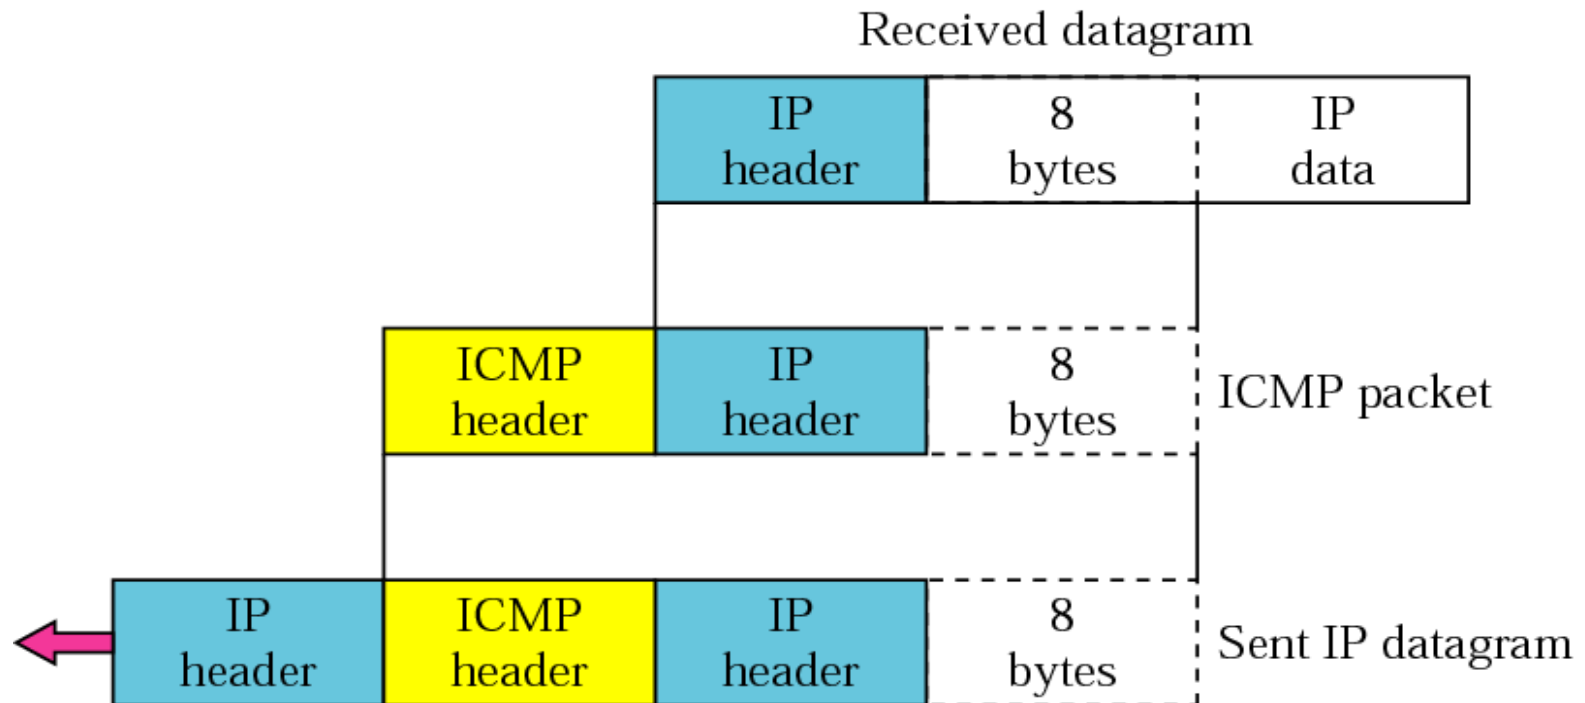 Received datagram
IP 8 IP
header bytes data
ICMP IP 8
header header bytes
ICMP packet
IP ICMP IP 8
header header header bytes
Sent IP datagram